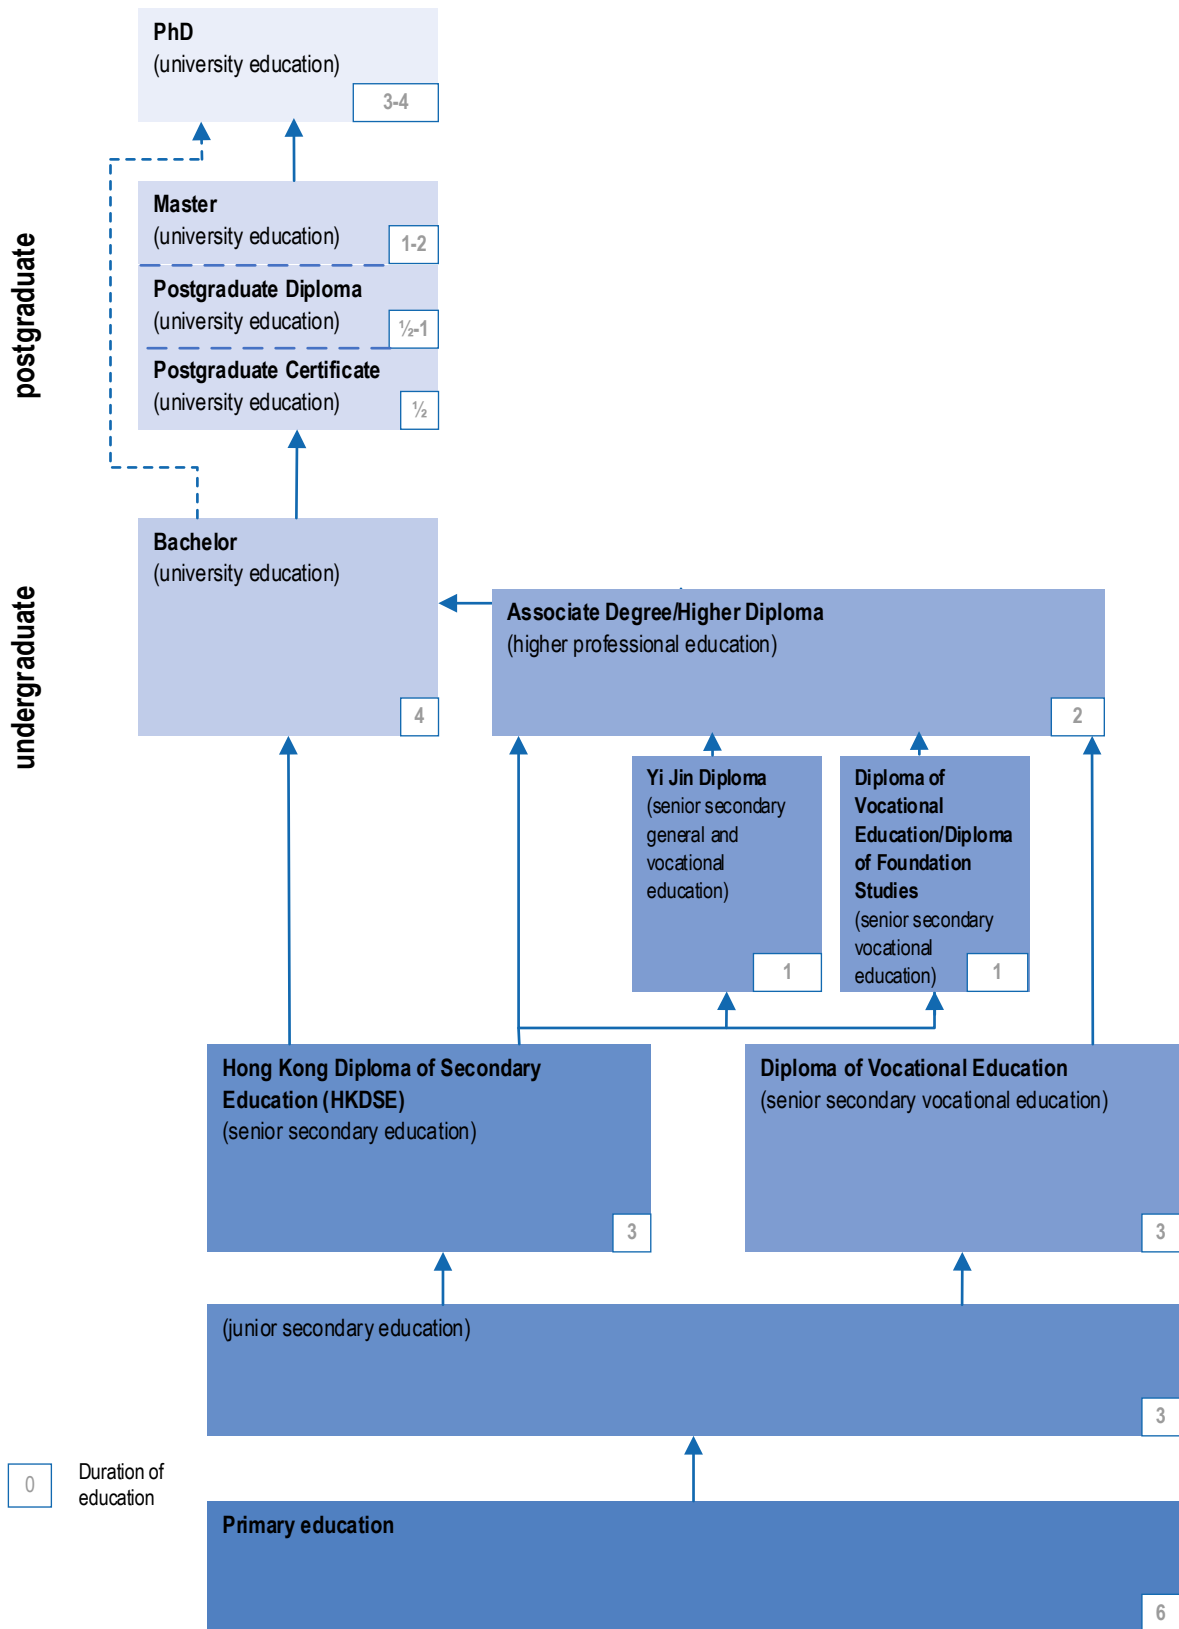 PhD
(university education)
3-4
postgraduate
Master
(university education)
1-2
Postgraduate Diploma
(university education)
½-1
Postgraduate Certificate
(university education)
½
undergraduate
Bachelor
(university education)
4
Associate Degree/Higher Diploma
(higher professional education)
2
Yi Jin Diploma
(senior secondary
general and
vocational
education)
1
Diploma of
Vocational
Education/Diploma
of Foundation
Studies
(senior secondary
vocational
education)
1
Hong Kong Diploma of Secondary
Education (HKDSE)
(senior secondary education)
3
Diploma of Vocational Education
(senior secondary vocational education)
3
(junior secondary education)
3
0
Duration of
education
Primary education
6